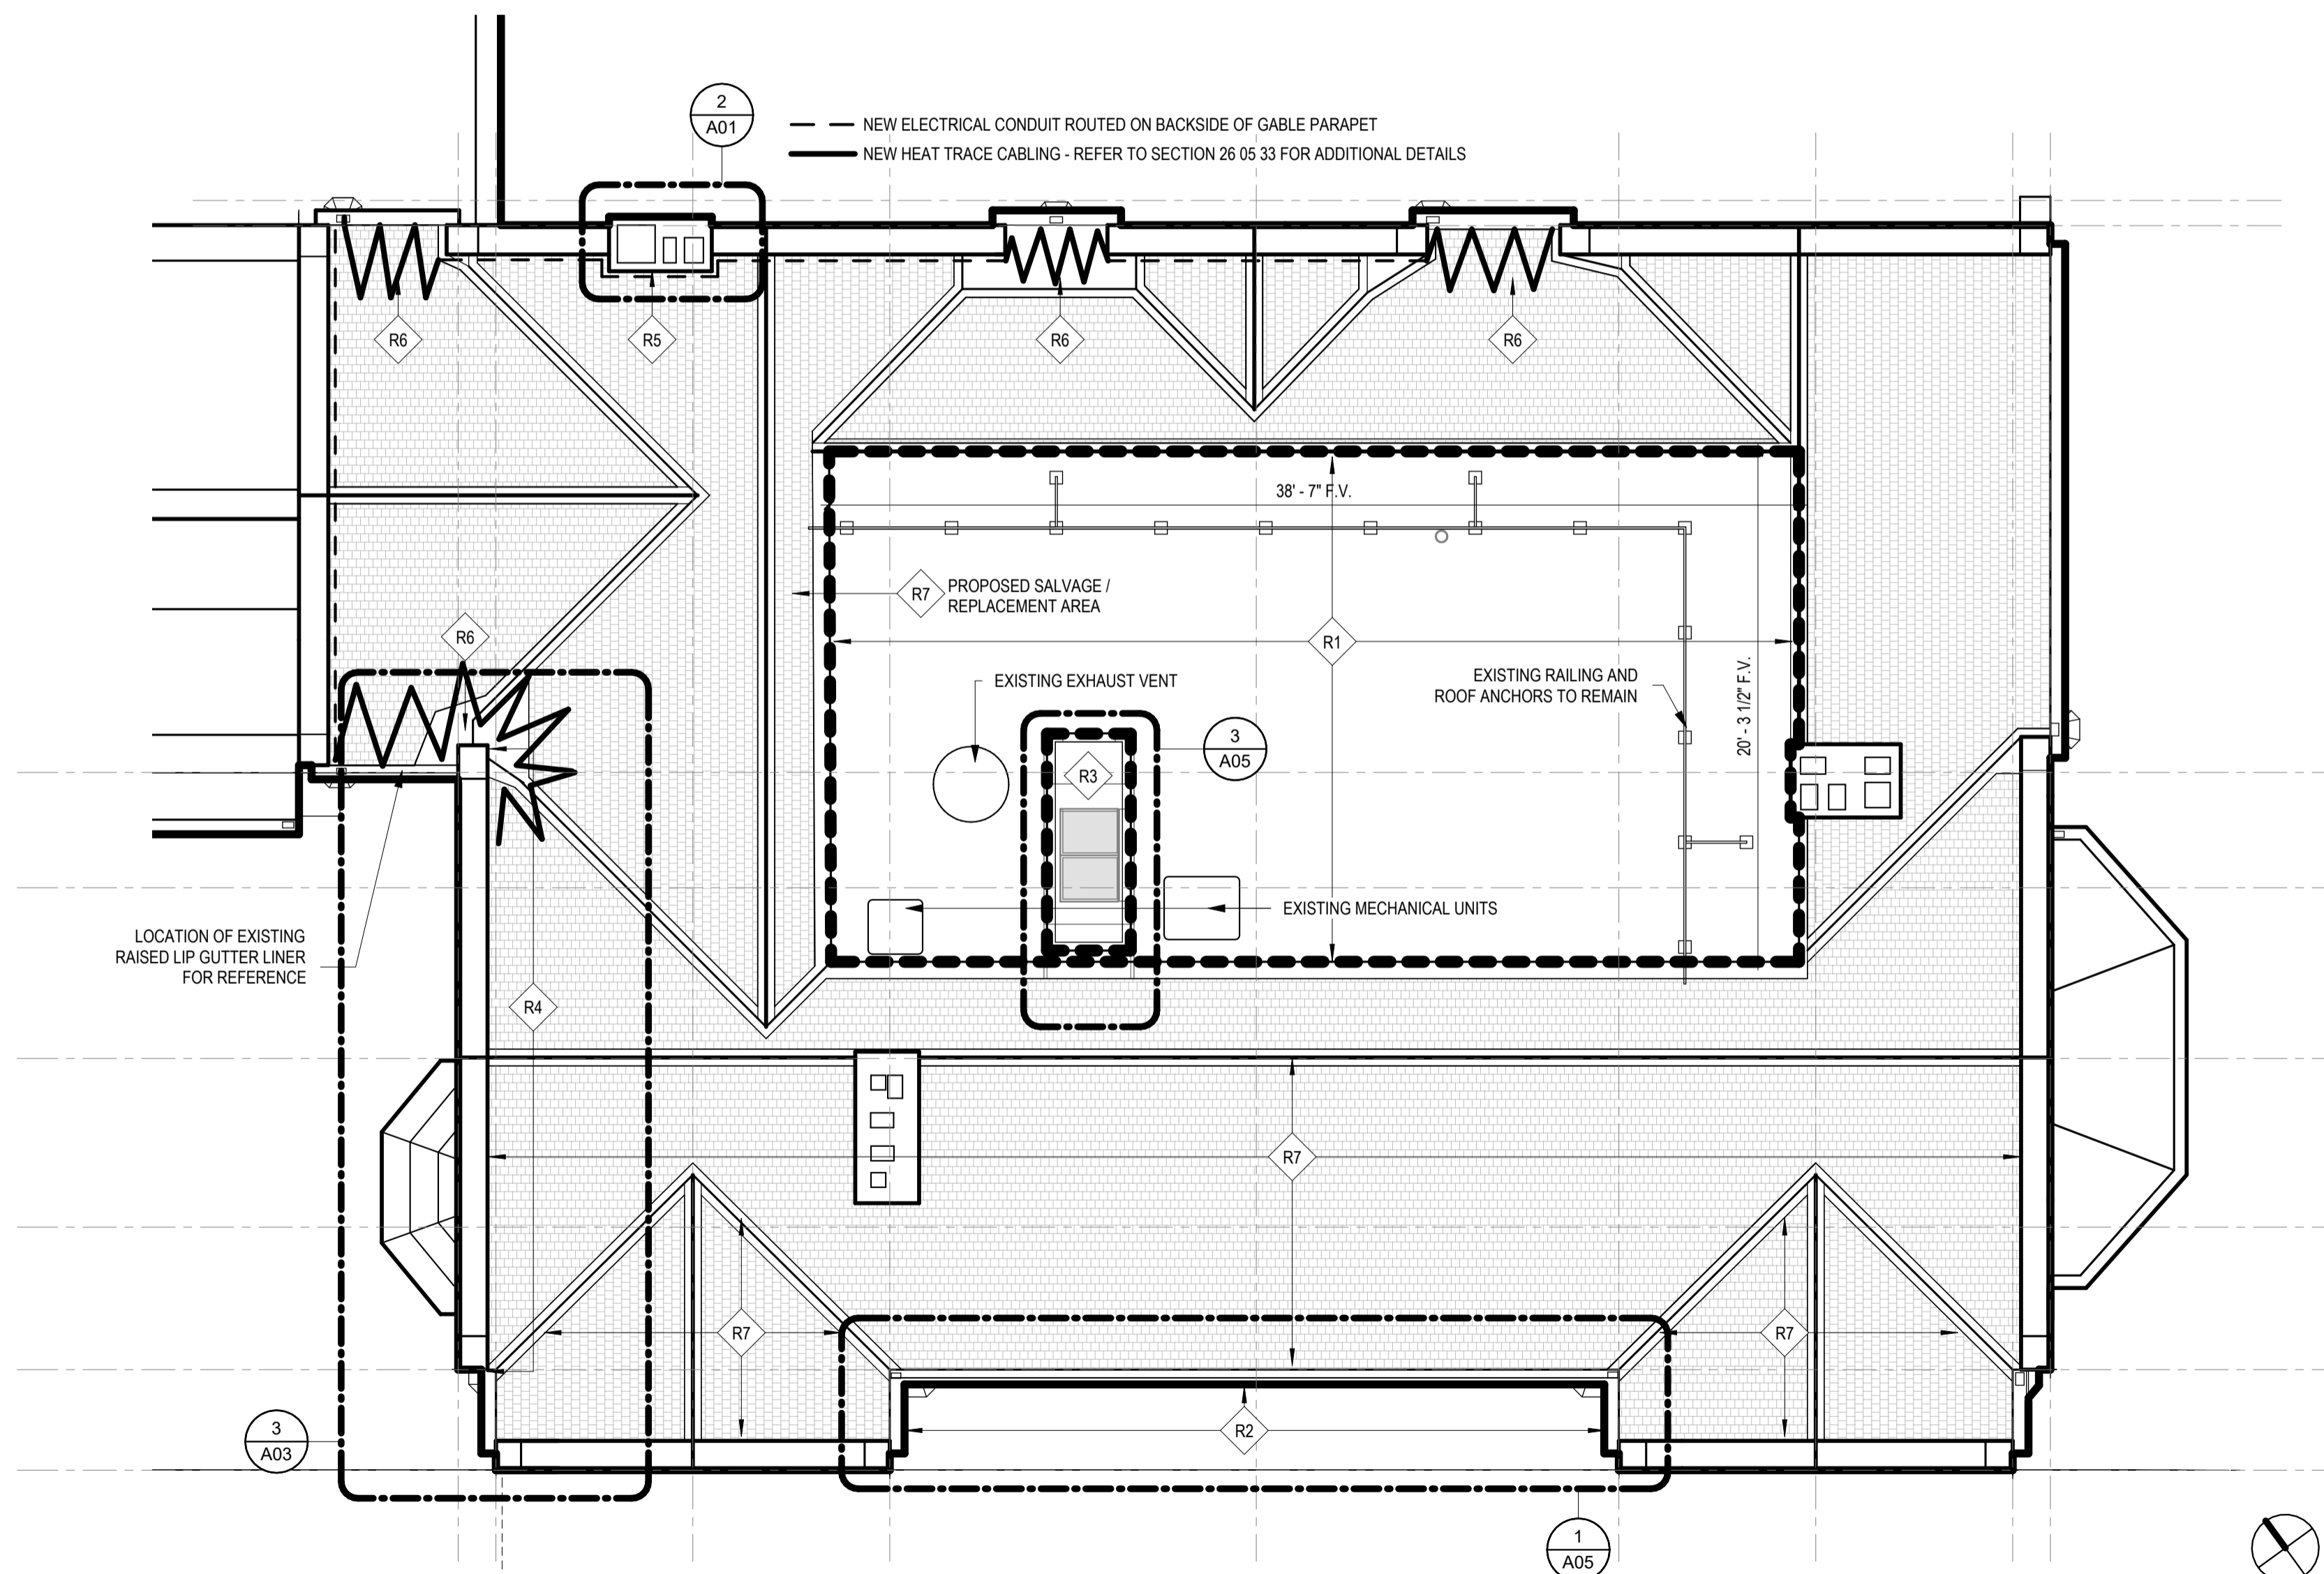 2
A01
NEW ELECTRICAL CONDUIT ROUTED ON BACKSIDE OF GABLE PARAPET
NEW HEAT TRACE CABLING - REFER TO SECTION 26 05 33 FOR ADDITIONAL DETAILS
R6
R5
R6
R6
38' - 7" F.V.
R7
PROPOSED SALVAGE /
REPLACEMENT AREA
R6
R1
EXISTING EXHAUST VENT
EXISTING RAILING AND
ROOF ANCHORS TO REMAIN
20' - 3 1/2" F.V.
3
A05
R3
EXISTING MECHANICAL UNITS
LOCATION OF EXISTING
RAISED LIP GUTTER LINER
FOR REFERENCE
R4
R7
R7
R7
R2
3
A03
1
A05